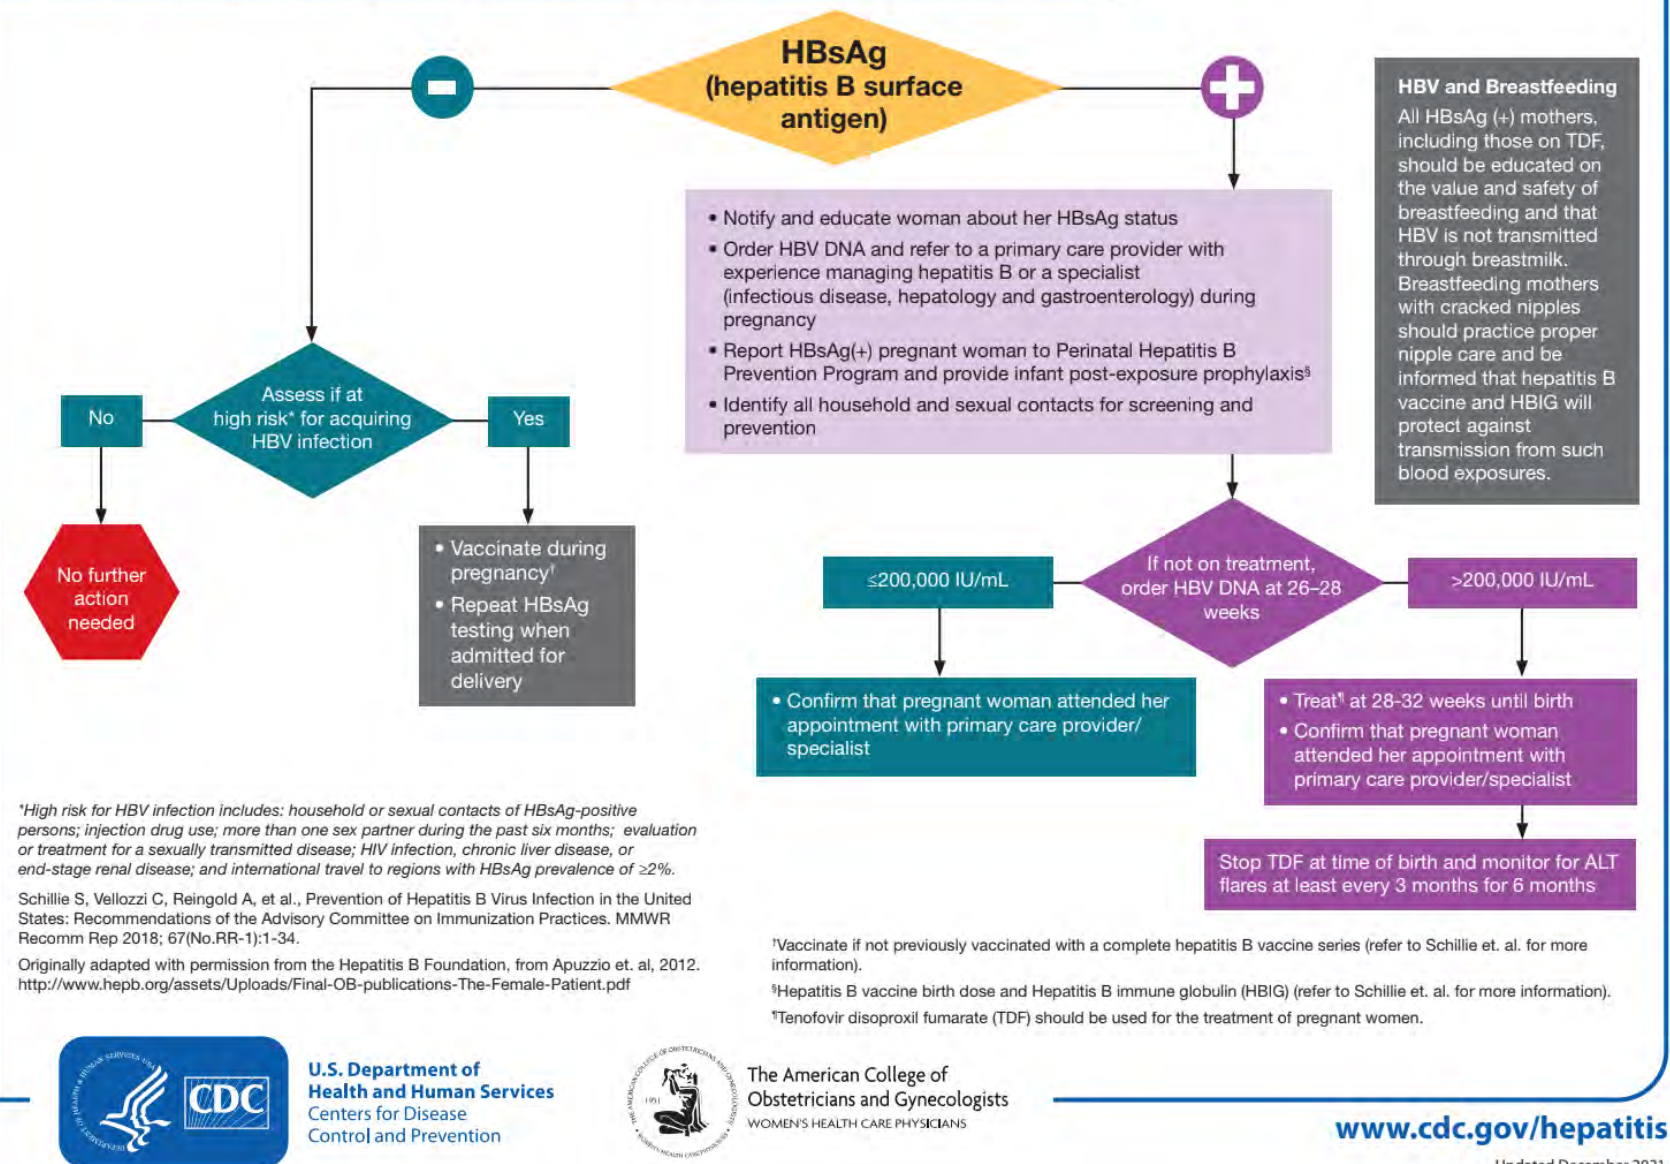 HBsAg
(hepatitis B surface
antigen)
HBV and Breastfeeding
All HBsAg (+) mothers,
including those on TDF,
should be educated on
the value and safety of
breastfeeding and that
HBV is not transmitted
through breastmilk.
Breastfeeding mothers
with cracked nipples
should practice proper
nipple care and be
informed that hepatitis B
vaccine and HBIG will
protect against
transmission from such
blood exposures.
• Notify and educate woman about her HBsAg status
• Order HBV DNA and refer to a primary care provider with
experience managing hepatitis B or a specialist
(infectious disease, hepatology and gastroenterology) during
pregnancy
• Report HBsAg(+) pregnant woman to Perinatal Hepatitis B
Prevention Program and provide infant post-exposure prophylaxis§
• Identify all household and sexual contacts for screening and
prevention
Assess if at
high risk* for acquiring
HBV infection
No
Yes
No further
action
needed
• Vaccinate during
pregnancy†
• Repeat HBsAg
testing when
admitted for
delivery
If not on treatment,
order HBV DNA at 26–28
weeks
≤200,000 IU/mL
>200,000 IU/mL
• Confirm that pregnant woman attended her
appointment with primary care provider/
specialist
• Treat¶ at 28-32 weeks until birth
• Confirm that pregnant woman
attended her appointment with
primary care provider/specialist
Stop TDF at time of birth and monitor for ALT
flares at least every 3 months for 6 months
*High risk for HBV infection includes: household or sexual contacts of HBsAg-positive
persons; injection drug use; more than one sex partner during the past six months; evaluation
or treatment for a sexually transmitted disease; HIV infection, chronic liver disease, or
end-stage renal disease; and international travel to regions with HBsAg prevalence of ≥2%.
Schillie S, Vellozzi C, Reingold A, et al., Prevention of Hepatitis B Virus Infection in the United
States: Recommendations of the Advisory Committee on Immunization Practices. MMWR
Recomm Rep 2018; 67(No.RR-1):1-34.
Originally adapted with permission from the Hepatitis B Foundation, from Apuzzio et. al, 2012.
http://www.hepb.org/assets/Uploads/Final-OB-publications-The-Female-Patient.pdf
†Vaccinate if not previously vaccinated with a complete hepatitis B vaccine series (refer to Schillie et. al. for more
information).
§Hepatitis B vaccine birth dose and Hepatitis B immune globulin (HBIG) (refer to Schillie et. al. for more information).
¶Tenofovir disoproxil fumarate (TDF) should be used for the treatment of pregnant women.
CDC
U.S. Department of
Health and Human Services
Centers for Disease
Control and Prevention
1951
The American College of
Obstetricians and Gynecologists
WOMEN'S HEALTH CARE PHYSICIANS
www.cdc.gov/hepatitis
Updated December 2021